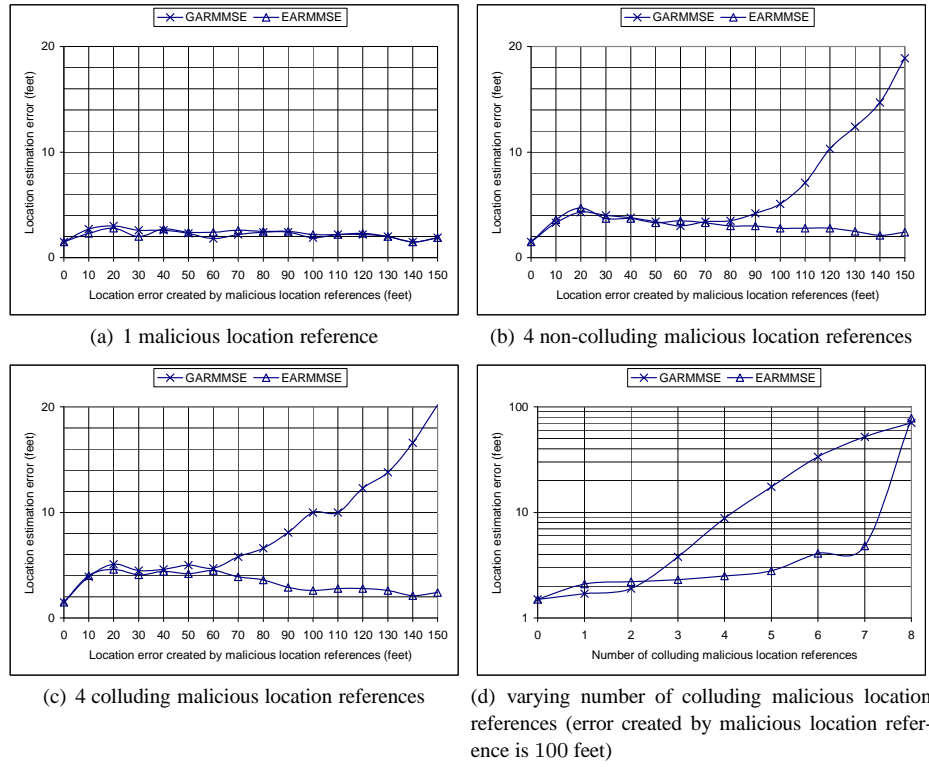 GARMMSE EARMMSE
20
10
0
Location estimation error (feet)
0 10 20 30 40 50 60 70 80 90 100 110 120 130 140 150
Location error created by malicious location references (feet)
(a) 1 malicious location reference
GARMMSE EARMMSE
20
10
0
Location estimation error (feet)
0 10 20 30 40 50 60 70 80 90 100 110 120 130 140 150
Location error created by malicious location references (feet)
(b) 4 non-colluding malicious location references
GARMMSE EARMMSE
20
10
0
Location estimation error (feet)
0 10 20 30 40 50 60 70 80 90 100 110 120 130 140 150
Location error created by malicious location references (feet)
(c) 4 colluding malicious location references
GARMMSE EARMMSE
100
10
1
Location estimation error (feet)
0 1 2 3 4 5 6 7 8
Number of colluding malicious location references
(d) varying number of colluding malicious location
references (error created by malicious location refer-
ence is 100 feet)